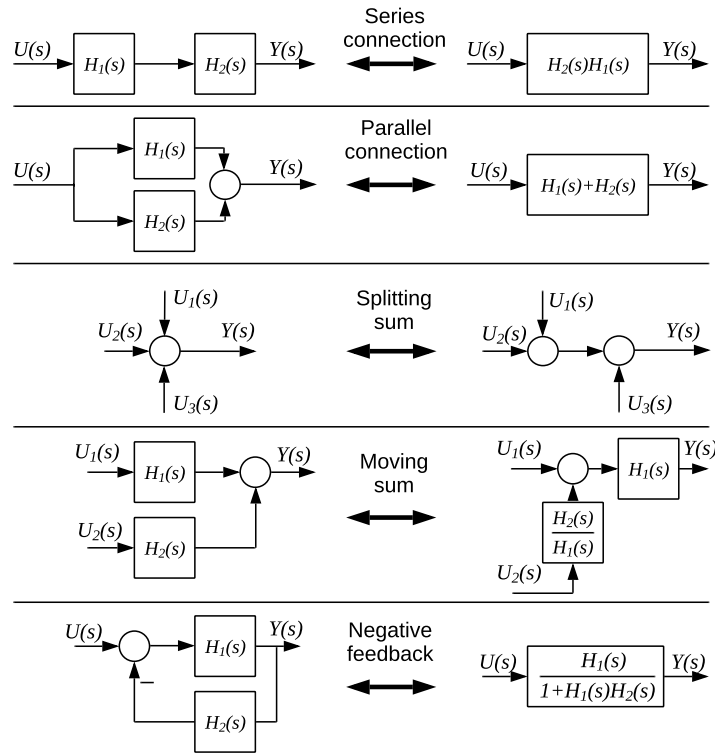 Series
connection
U(s)
H₁(s)
H₂(s)
Y(s)
U(s)
H₂(s)H₁(s)
Y(s)
Parallel
connection
U(s)
H₁(s)
H₂(s)
Y(s)
U(s)
H₁(s)+H₂(s)
Y(s)
Splitting
sum
U₁(s)
U₂(s)
Y(s)
U₃(s)
U₁(s)
U₂(s)
Y(s)
U₃(s)
Moving
sum
U₁(s)
H₁(s)
Y(s)
U₂(s)
H₂(s)
U₁(s)
H₁(s)
Y(s)
H₂(s)
H₁(s)
U₂(s)
Negative
feedback
U(s)
H₁(s)
Y(s)
−
H₂(s)
U(s)
H₁(s)
1+H₁(s)H₂(s)
Y(s)